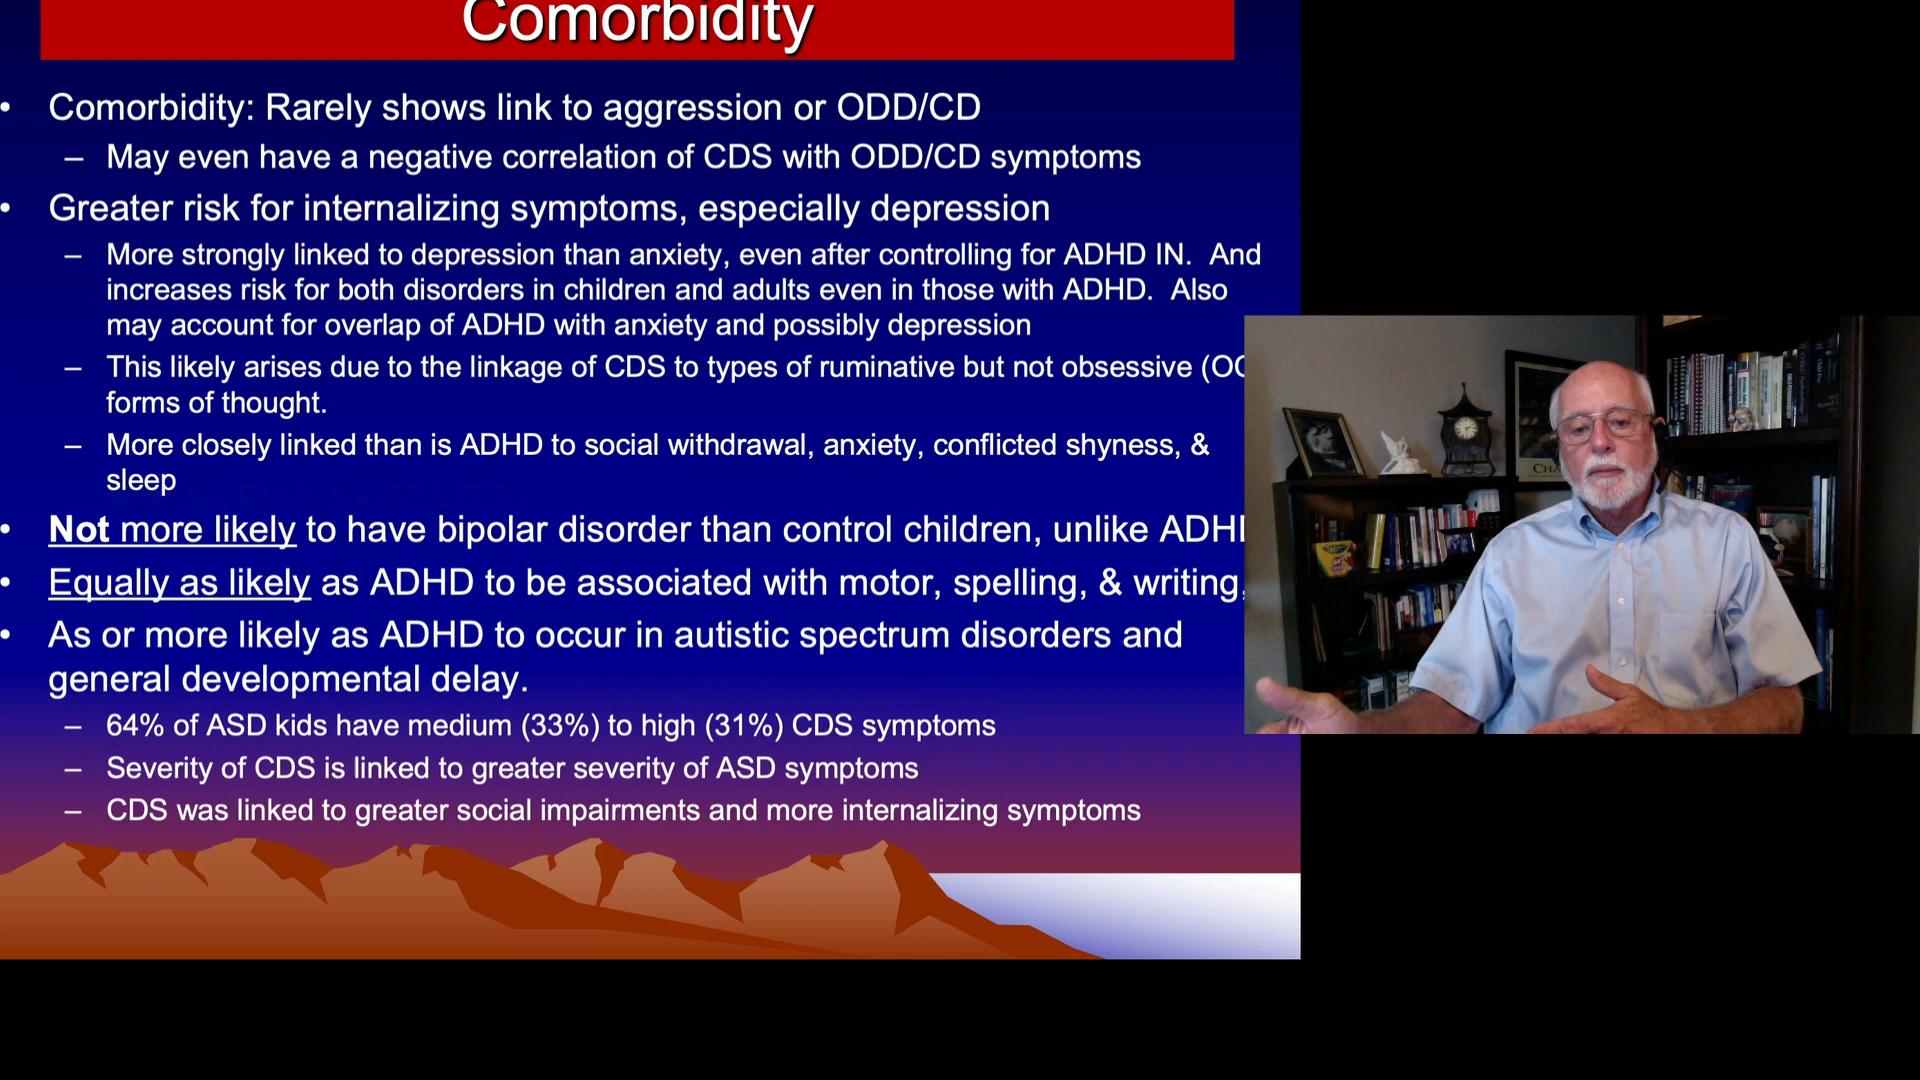 Comorbidity
• Comorbidity: Rarely shows link to aggression or ODD/CD
– May even have a negative correlation of CDS with ODD/CD symptoms
• Greater risk for internalizing symptoms, especially depression
– More strongly linked to depression than anxiety, even after controlling for ADHD IN. And
increases risk for both disorders in children and adults even in those with ADHD. Also
may account for overlap of ADHD with anxiety and possibly depression
– This likely arises due to the linkage of CDS to types of ruminative but not obsessive
forms of thought.
– More closely linked than is ADHD to social withdrawal, anxiety, conflicted shyness, &
sleep
• Not more likely to have bipolar disorder than control children, unlike
• Equally as likely as ADHD to be associated with motor, spelling, & writing,
• As or more likely as ADHD to occur in autistic spectrum disorders and
general developmental delay.
– 64% of ASD kids have medium (33%) to high (31%) CDS symptoms
– Severity of CDS is linked to greater severity of ASD symptoms
– CDS was linked to greater social impairments and more internalizing symptoms